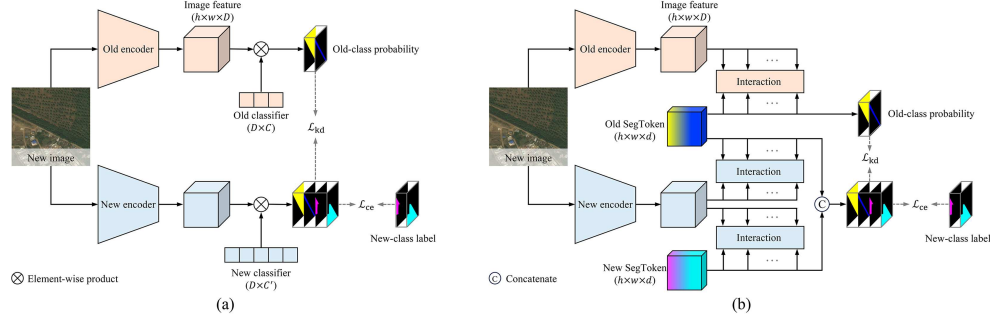 Image feature
(h×w×D)
Old encoder
Old-class probability
Old classifier
(D×C)
New image
ℒkd
New encoder
ℒce
New-class label
New classifier
(D×C')
⊗ Element-wise product
(a)
Image feature
(h×w×D)
Old encoder
...
Interaction
...
Old SegToken
(h×w×d)
Old-class probability
New image
...
Interaction
...
ℒkd
New encoder
...
Interaction
...
C
ℒce
New-class label
New SegToken
(h×w×d)
C Concatenate
(b)